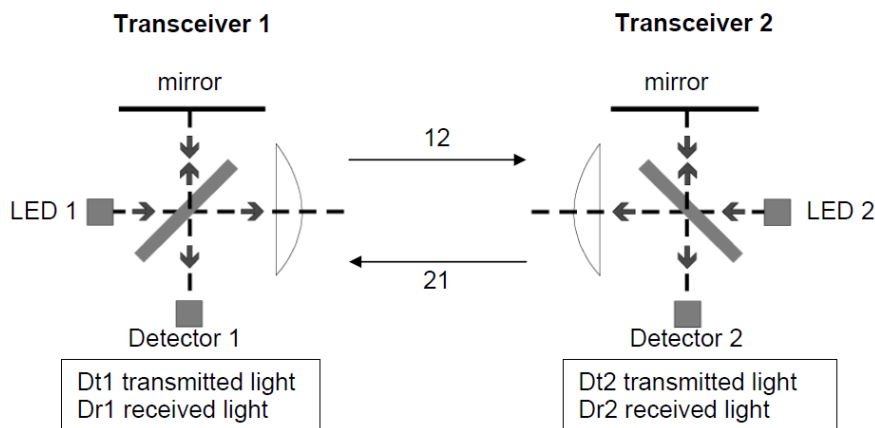 Transceiver 1
Transceiver 2
mirror
mirror
12
LED 1
LED 2
21
Detector 1
Detector 2
Dt1 transmitted light
Dr1 received light
Dt2 transmitted light
Dr2 received light